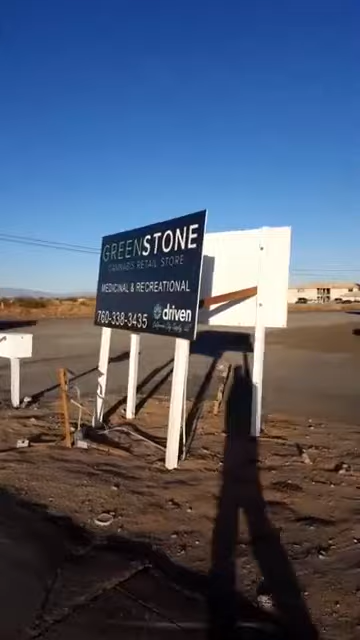 GREENSTONE
CANNABIS RETAIL STORE
MEDICINAL & RECREATIONAL
760-338-3435
driven